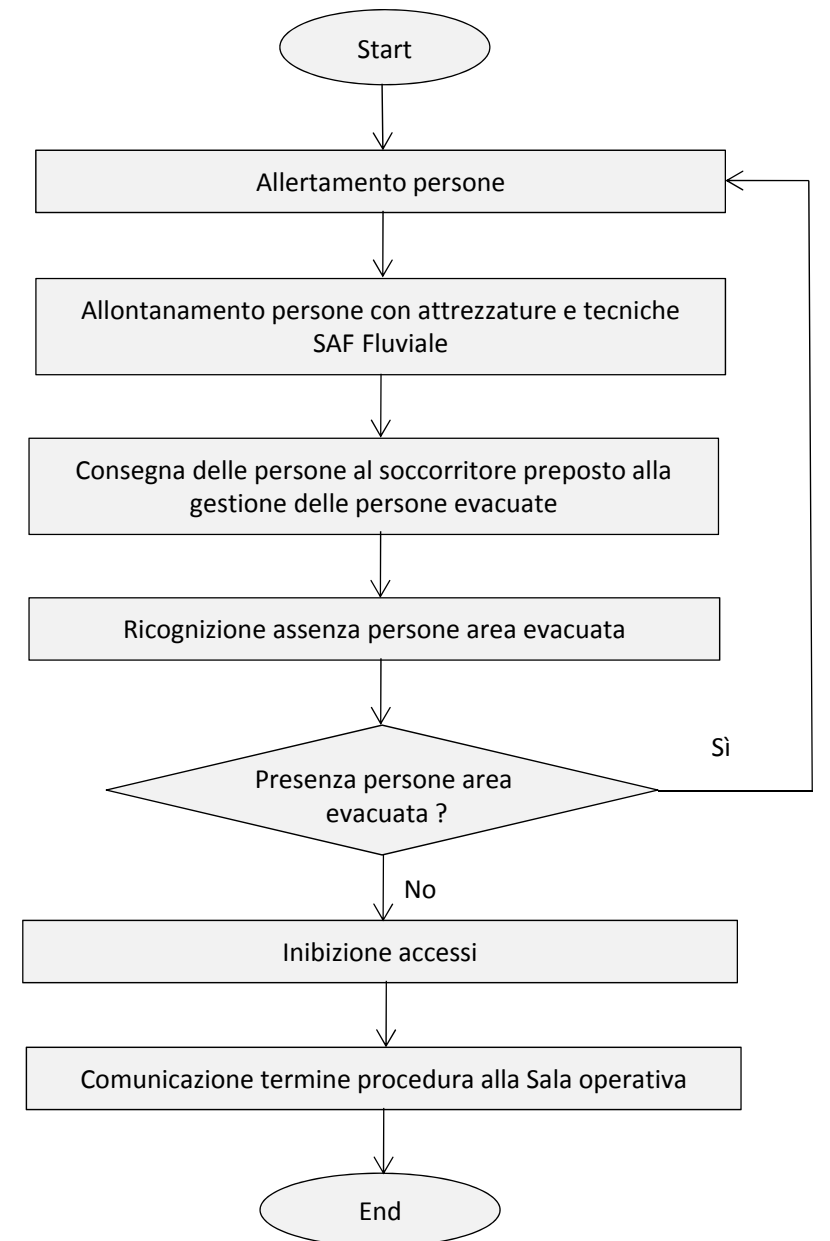 Start
Allertamento persone
Allontanamento persone con attrezzature e tecniche
SAF Fluviale
Consegna delle persone al soccorritore preposto alla
gestione delle persone evacuate
Ricognizione assenza persone area evacuata
Sì
Presenza persone area
evacuata ?
No
Inibizione accessi
Comunicazione termine procedura alla Sala operativa
End